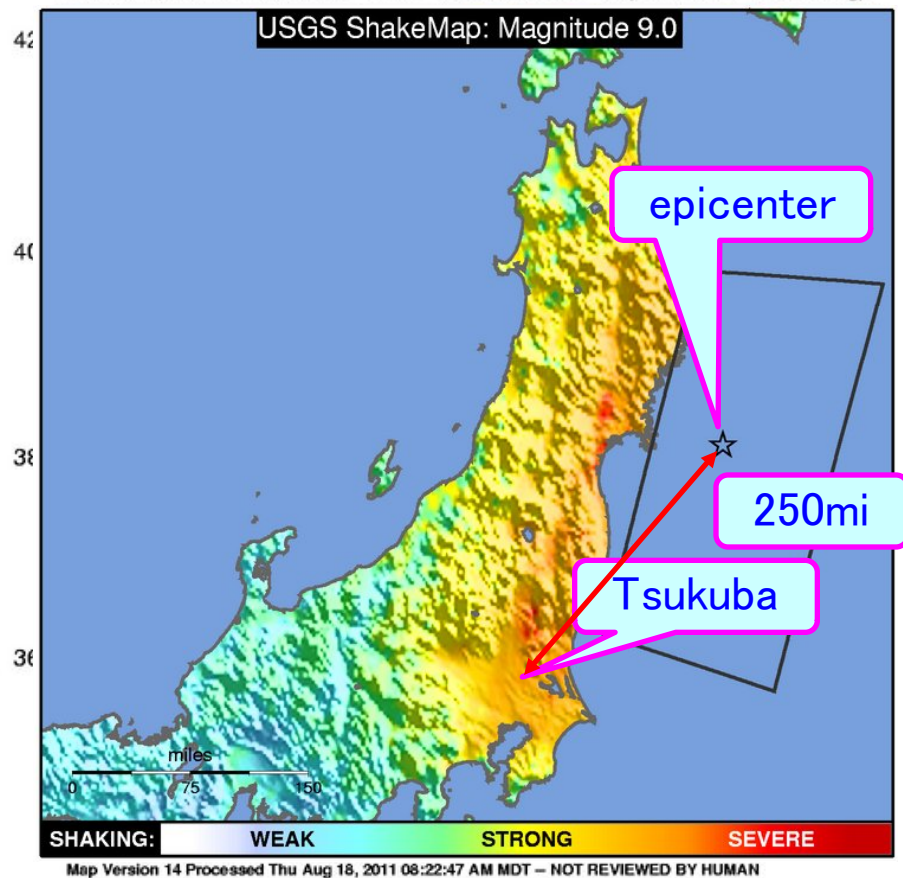 USGS ShakeMap: Magnitude 9.0
epicenter
40
38
250mi
Tsukuba
36
miles
0 75 150
SHAKING: WEAK STRONG SEVERE
Map Version 14 Processed Thu Aug 18, 2011 08:22:47 AM MDT – NOT REVIEWED BY HUMAN